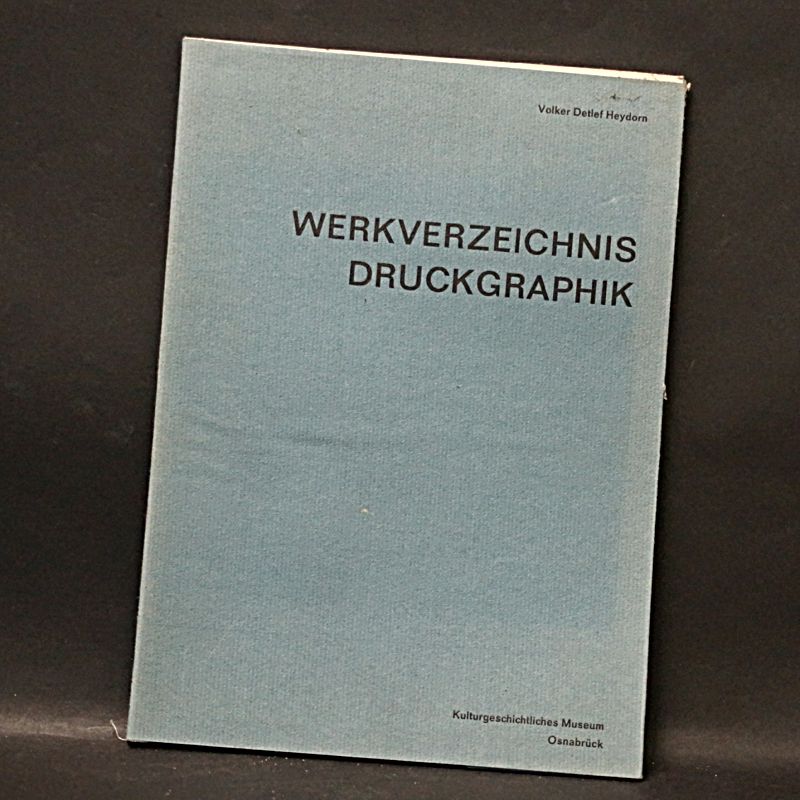 Volker Detlef Heydorn
WERKVERZEICHNIS
DRUCKGRAPHIK
Kulturgeschichtliches Museum
Osnabrück